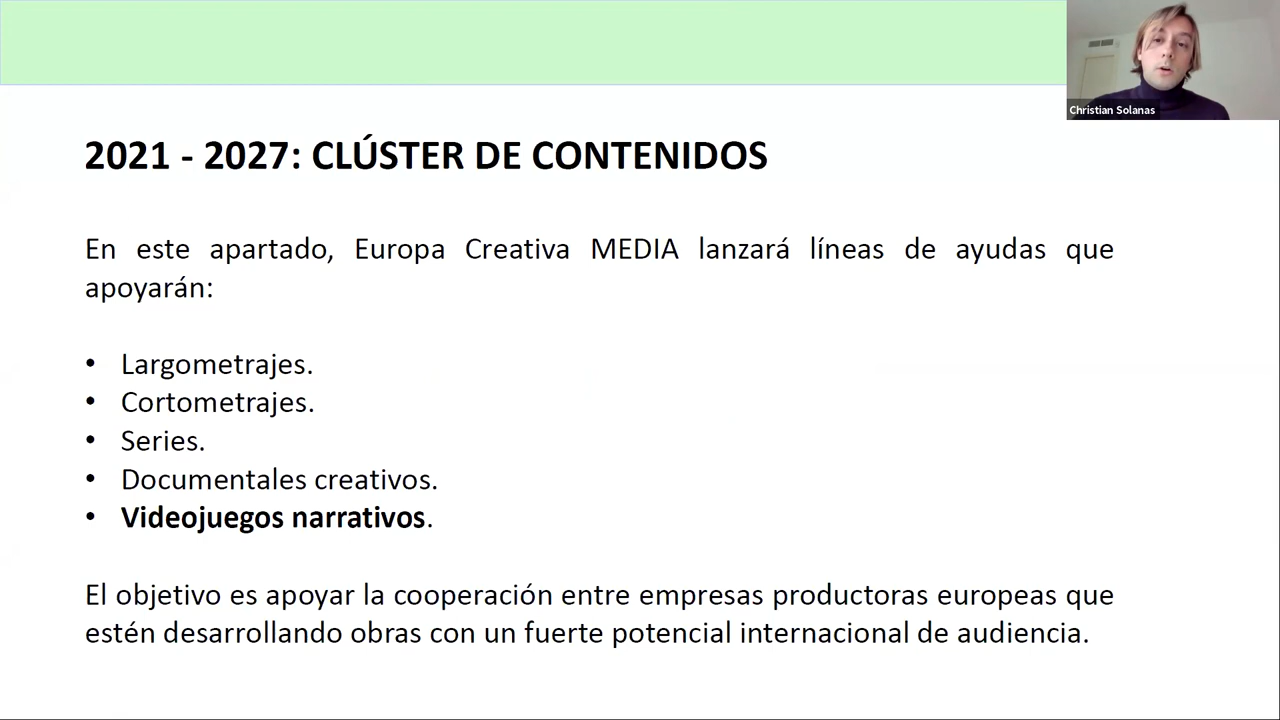 Christian Solanas
2021 - 2027: CLÚSTER DE CONTENIDOS
En este apartado, Europa Creativa MEDIA lanzará líneas de ayudas que
apoyarán:
• Largometrajes.
• Cortometrajes.
• Series.
• Documentales creativos.
• Videojuegos narrativos.
El objetivo es apoyar la cooperación entre empresas productoras europeas que
estén desarrollando obras con un fuerte potencial internacional de audiencia.